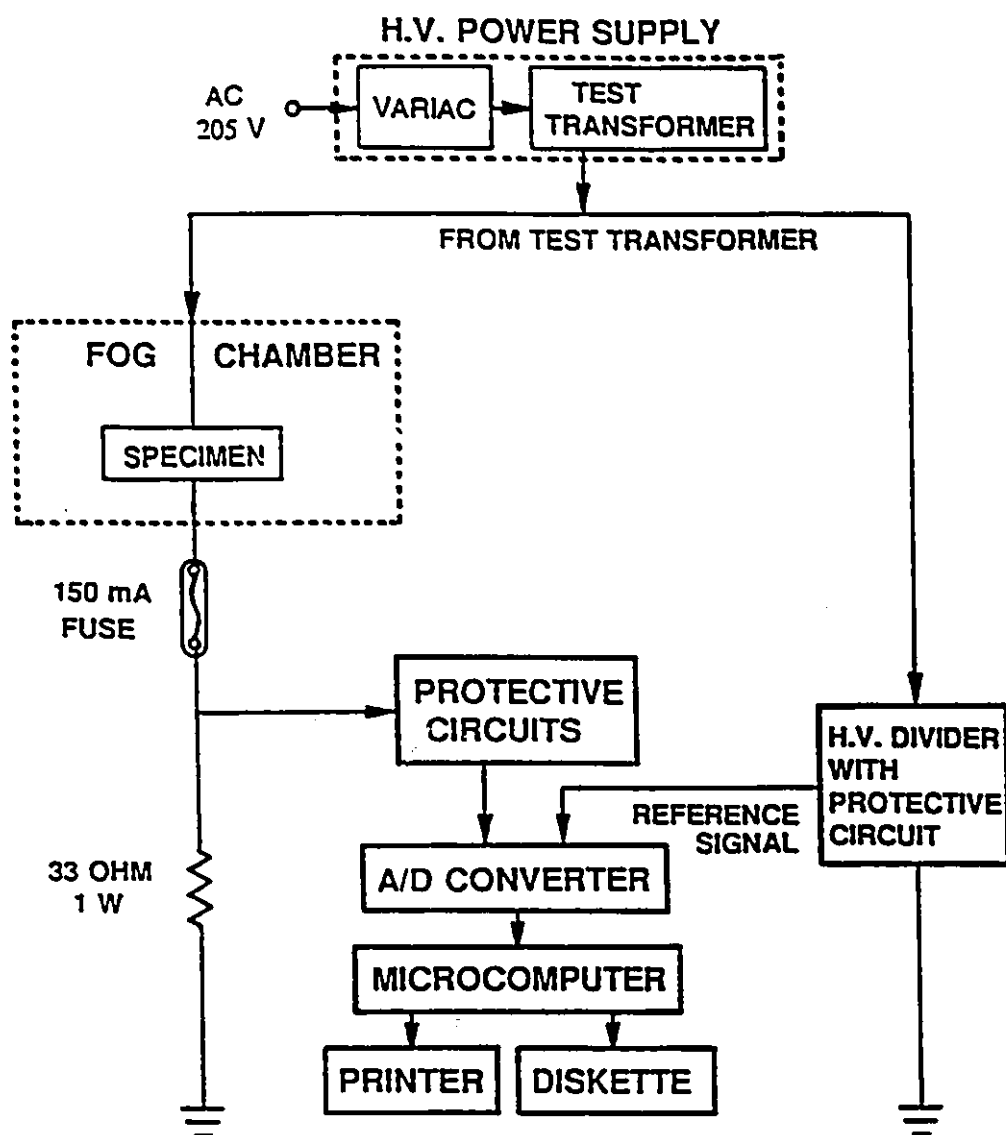 H.V. POWER SUPPLY
AC
205 V
VARIAC
TEST
TRANSFORMER
FROM TEST TRANSFORMER
FOG CHAMBER
SPECIMEN
150 mA
FUSE
PROTECTIVE
CIRCUITS
H.V. DIVIDER
WITH
PROTECTIVE
CIRCUIT
REFERENCE
SIGNAL
33 OHM
1 W
A/D CONVERTER
MICROCOMPUTER
PRINTER
DISKETTE